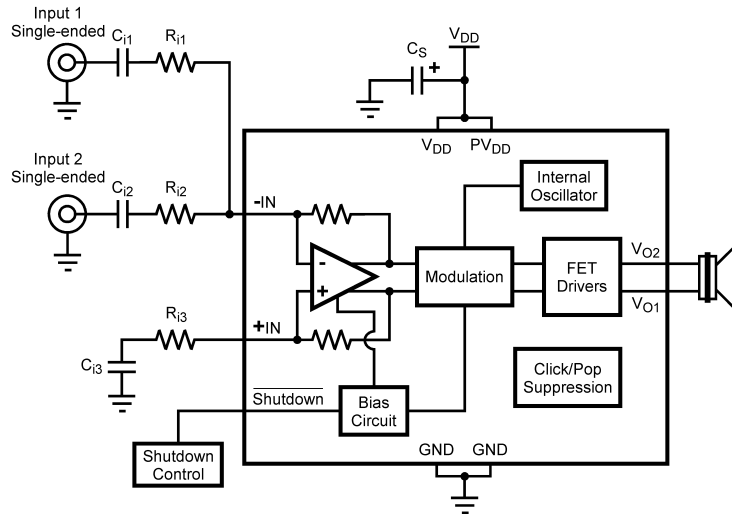 Input 1
Single-ended
Ci1
Ri1
CS
+
VDD
VDD
PVDD
Input 2
Single-ended
Ci2
Ri2
-IN
Internal
Oscillator
-
+
Modulation
FET
Drivers
VO2
VO1
Ri3
+IN
Ci3
Click/Pop
Suppression
Shutdown
Bias
Circuit
Shutdown
Control
GND
GND